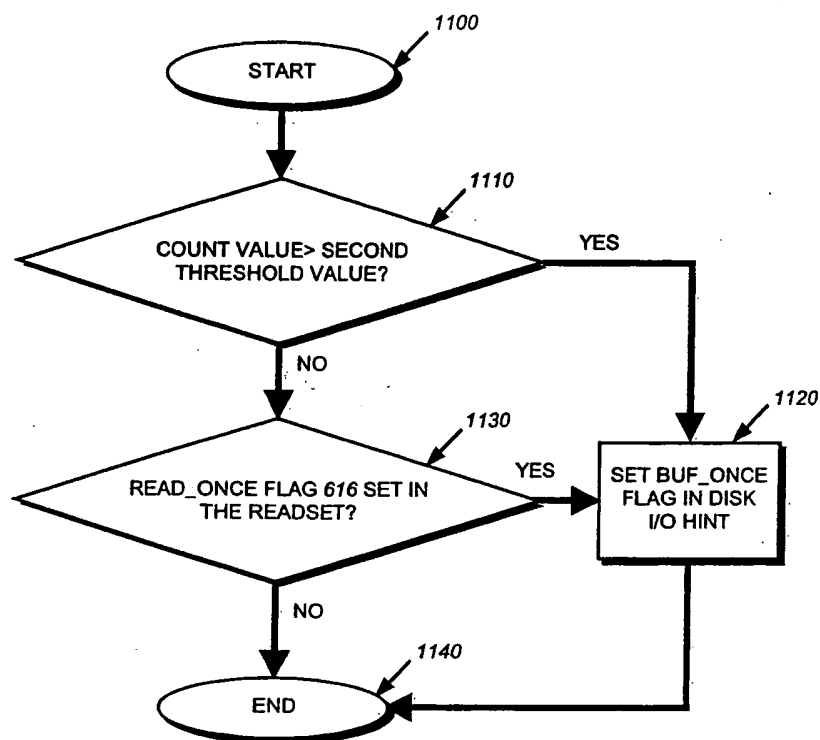 1100
START
1110
COUNT VALUE> SECOND
THRESHOLD VALUE?
YES
NO
1120
1130
YES
SET BUF_ONCE
FLAG IN DISK
I/O HINT
READ_ONCE FLAG 616 SET IN
THE READSET?
NO
1140
END